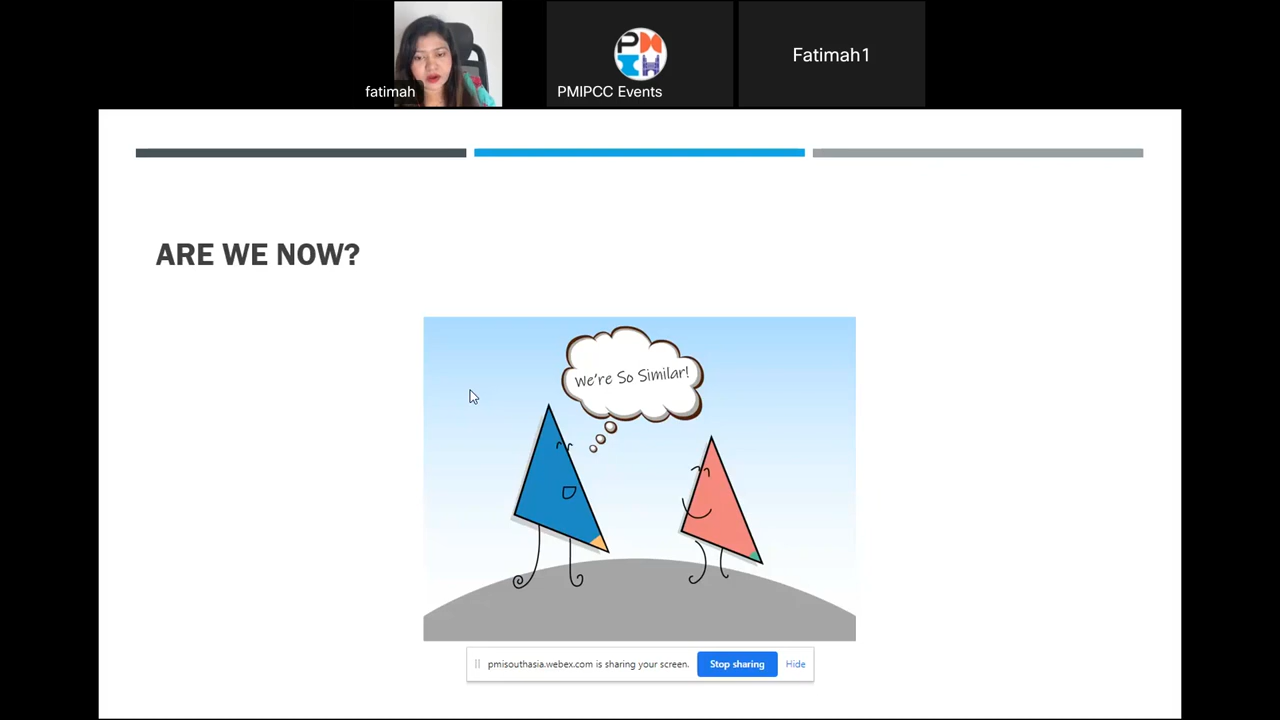 fatimah
PMIPCC Events
Fatimah1
ARE WE NOW?
We're So Similar!
pmisouthasia.webex.com is sharing your screen.
Stop sharing
Hide